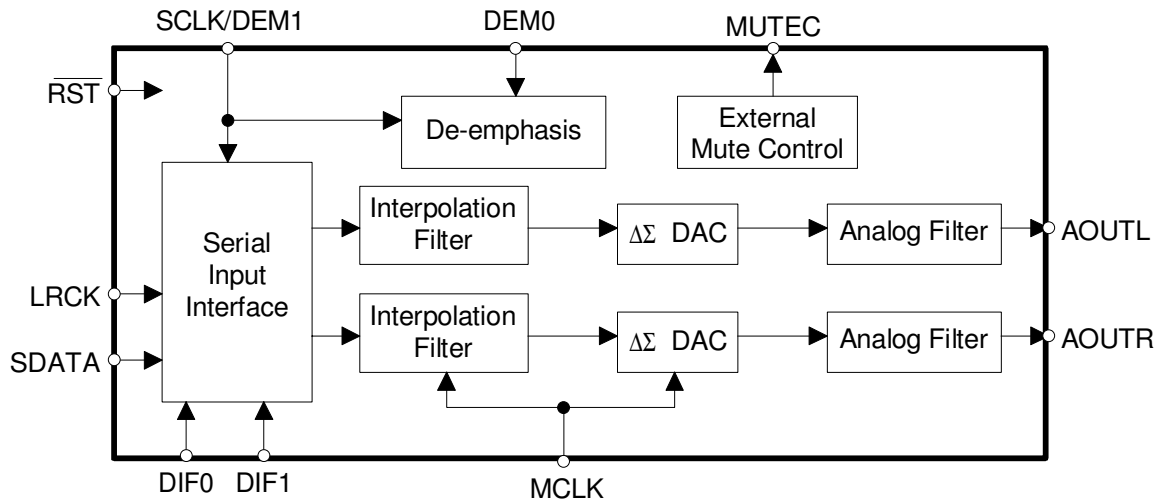 SCLK/DEM1
DEM0
MUTEC
RST
De-emphasis
External
Mute Control
Serial
Input
Interface
Interpolation
Filter
ΔΣ DAC
Analog Filter
AOUTL
LRCK
SDATA
Interpolation
Filter
ΔΣ DAC
Analog Filter
AOUTR
DIF0
DIF1
MCLK